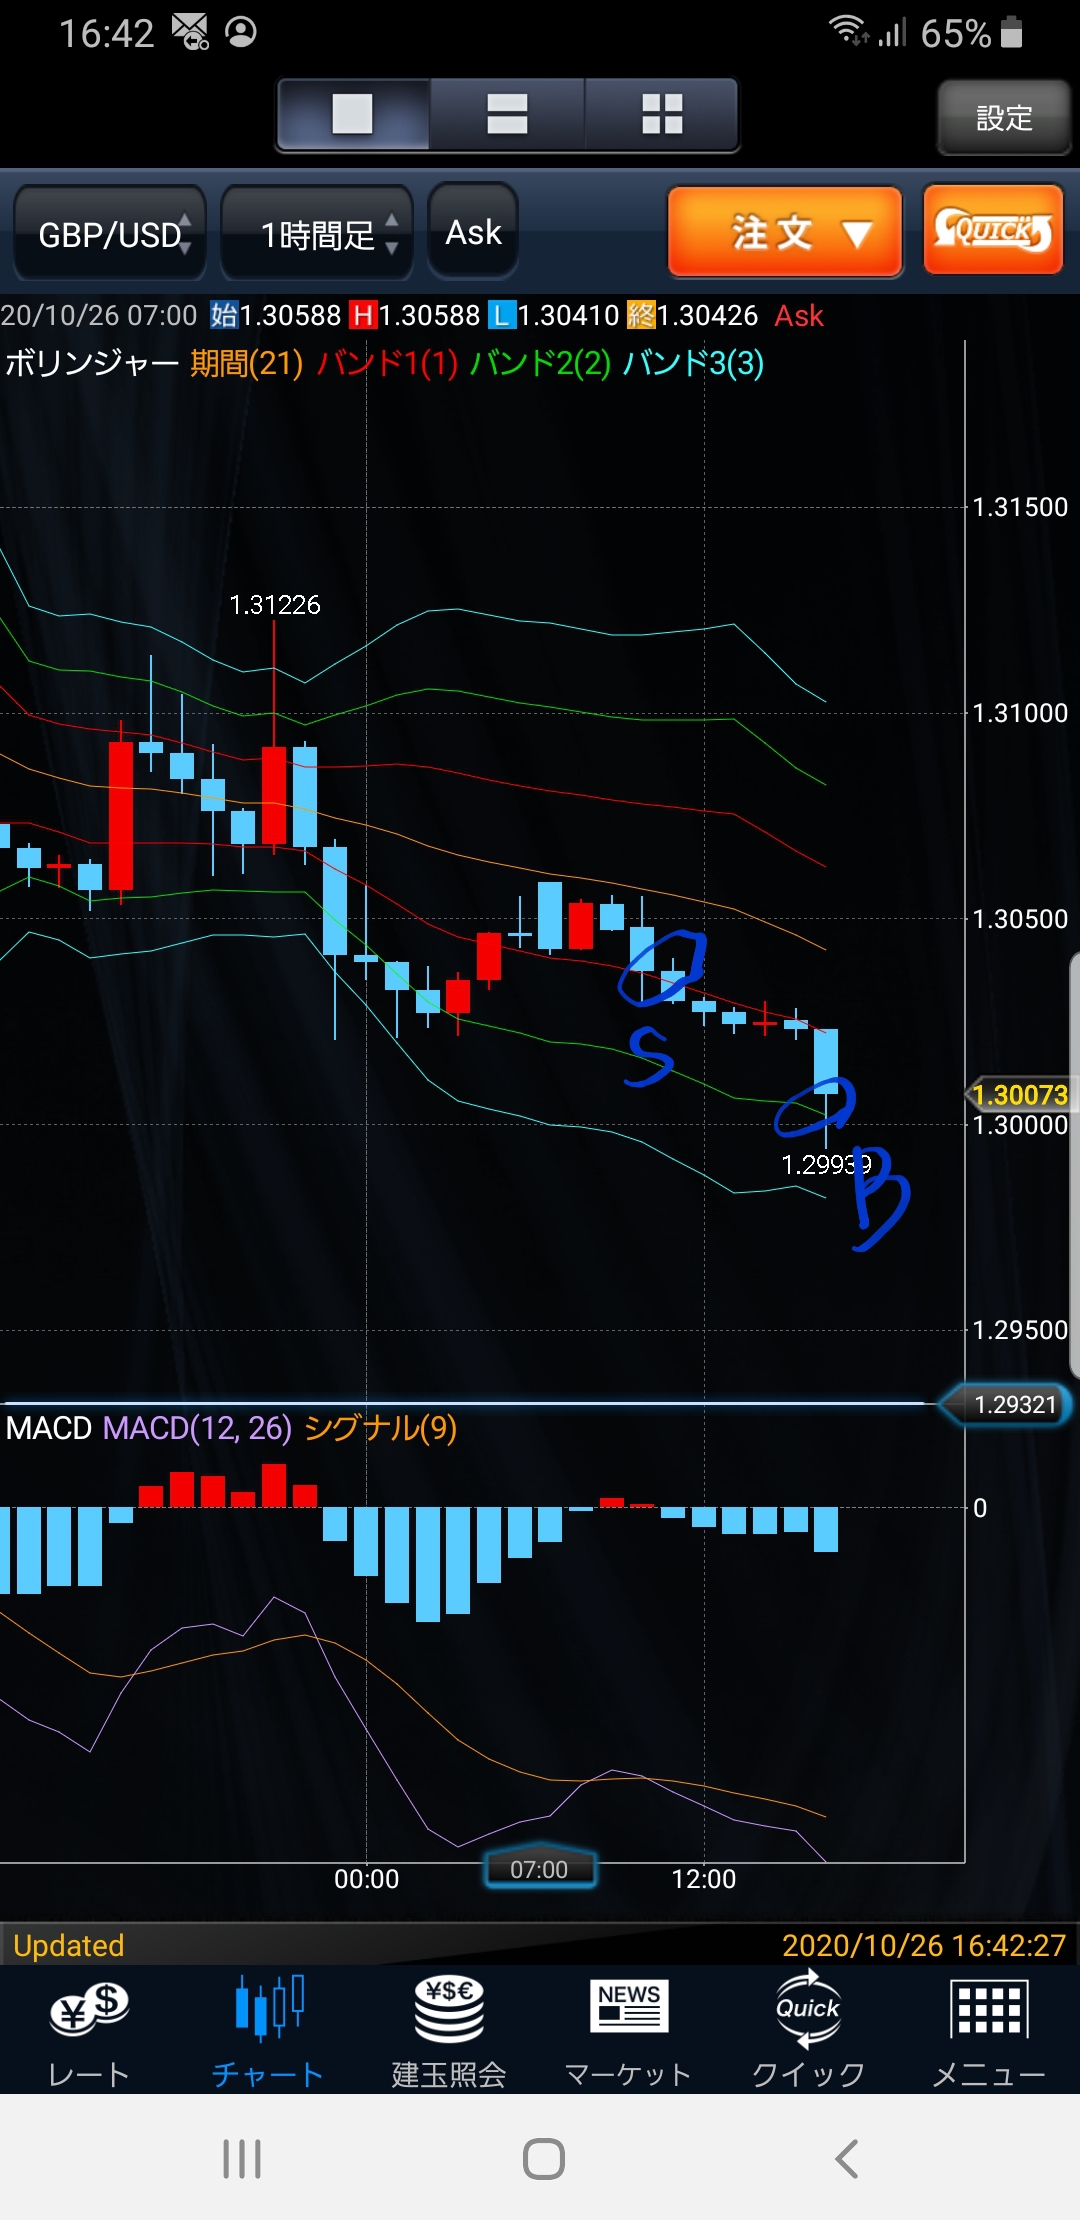 16:42 65%
設定
GBP/USD 1時間足 Ask 注文 ▼ QUICK
20/10/26 07:00 始1.30588 H1.30588 L1.30410 終1.30426 Ask
ボリンジャー 期間(21) バンド1(1) バンド2(2) バンド3(3)
1.31500
1.31226
1.31000
1.30500
S
1.30073
1.30000
1.29939
B
1.29500
1.29321
MACD MACD(12, 26) シグナル(9)
0
00:00 07:00 12:00
Updated 2020/10/26 16:42:27
¥$ ¥$€ NEWS Quick
レート チャート 建玉照会 マーケット クイック メニュー